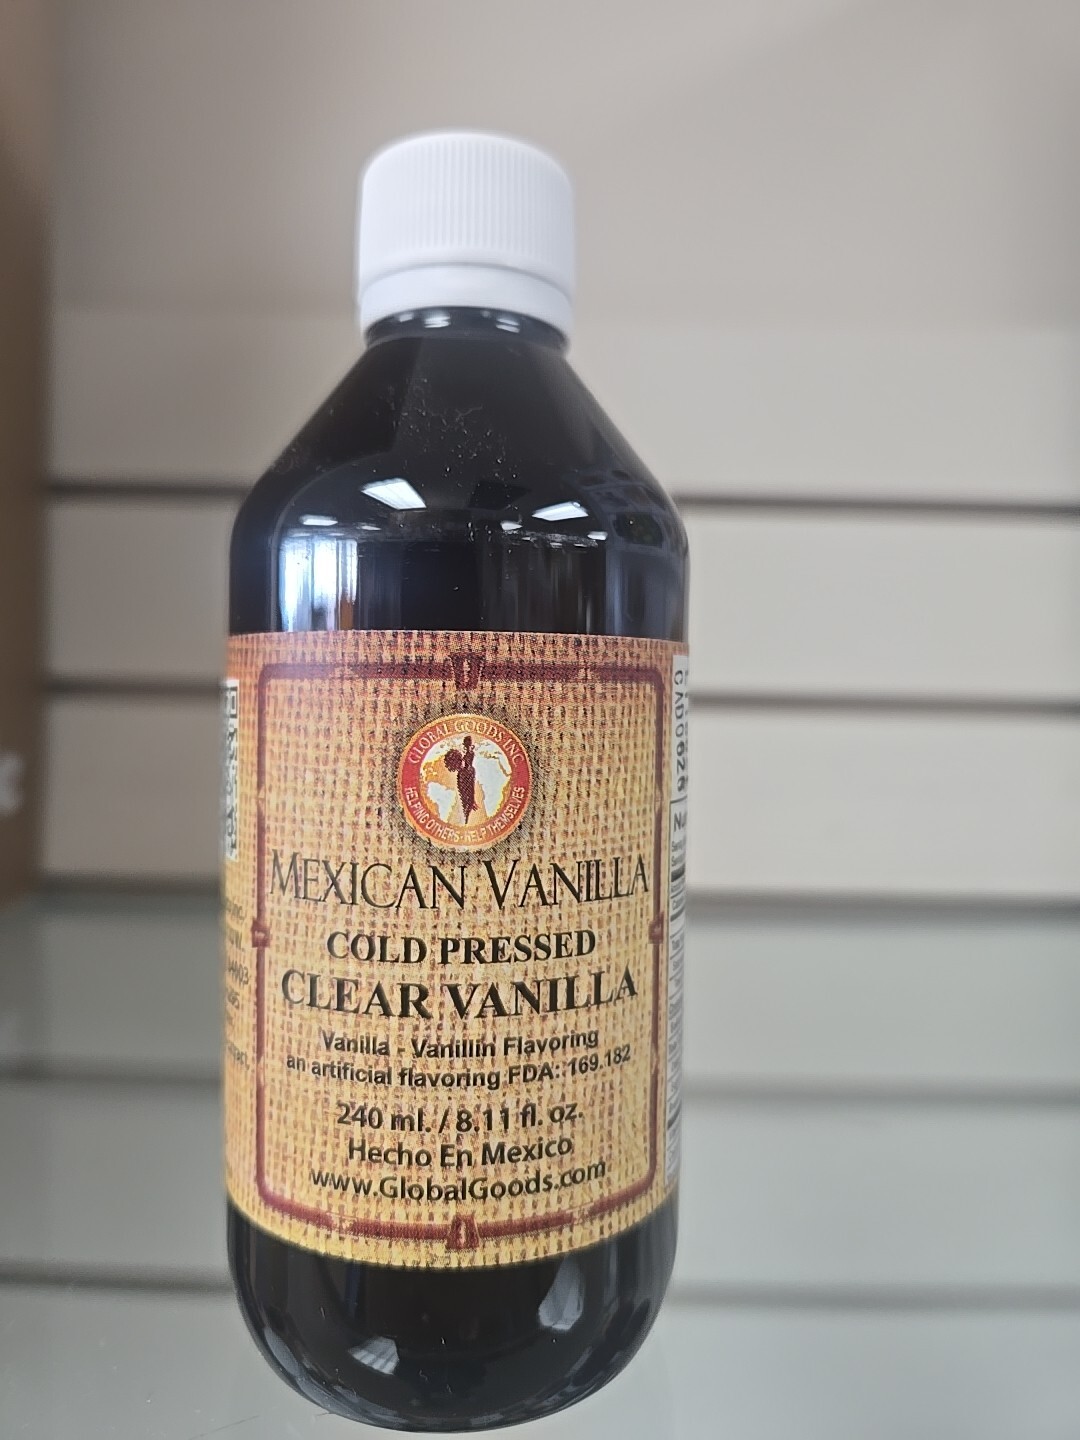 GLOBAL GOODS INC.
HELPING OTHERS · HELP THEMSELVES
MEXICAN VANILLA
COLD PRESSED
CLEAR VANILLA
Vanilla - Vanillin Flavoring
an artificial flavoring FDA: 169.182
240 ml. / 8.11 fl. oz.
Hecho En Mexico
www.GlobalGoods.com